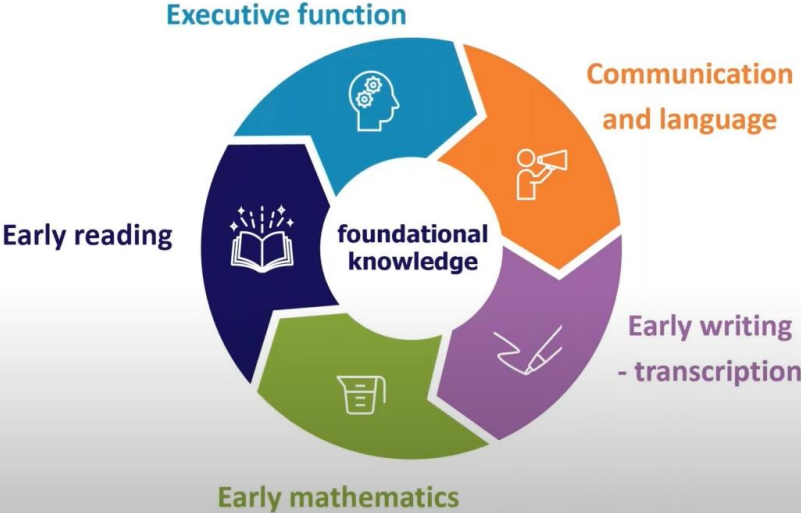 Executive function
Communication
and language
Early reading
foundational
knowledge
Early writing
- transcription
Early mathematics